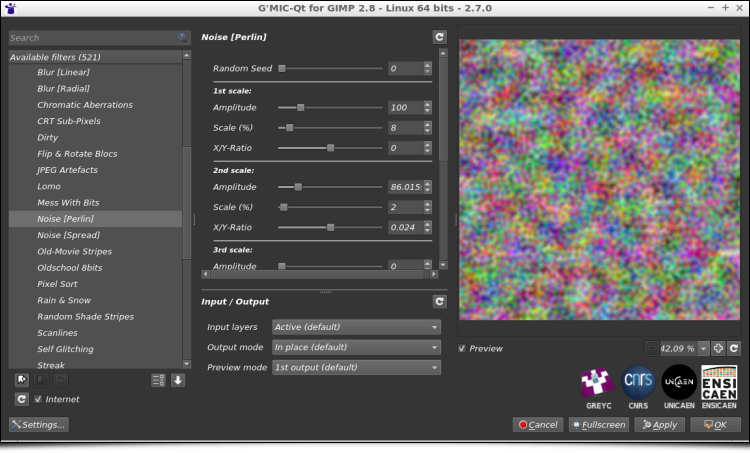 G'MIC-Qt for GIMP 2.8 - Linux 64 bits - 2.7.0
Search
Available filters (521)
Blur [Linear]
Blur [Radial]
Chromatic Aberrations
CRT Sub-Pixels
Dirty
Flip & Rotate Blocs
JPEG Artefacts
Lomo
Mess With Bits
Noise [Perlin]
Noise [Spread]
Old-Movie Stripes
Oldschool 8bits
Pixel Sort
Rain & Snow
Random Shade Stripes
Scanlines
Self Glitching
Streak
Internet
Settings...
Noise [Perlin]
Random Seed 0
1st scale:
Amplitude 100
Scale (%) 8
X/Y-Ratio 0
2nd scale:
Amplitude 86.015
Scale (%) 2
X/Y-Ratio 0.024
3rd scale:
Amplitude 0
Input / Output
Input layers Active (default)
Output mode In place (default)
Preview mode 1st output (default)
Preview
42.09 %
GREYC
cnrs
CNRS
UNICAEN
UNICAEN
ENSI
CAEN
ENSICAEN
Cancel
Fullscreen
Apply
OK